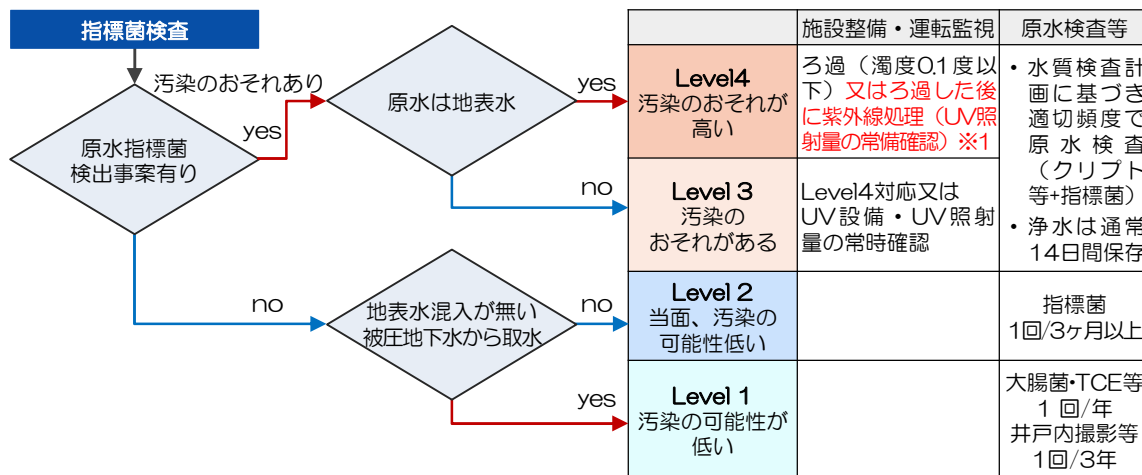 指標菌検査
汚染のおそれあり
原水指標菌
検出事案有り
yes
no
原水は地表水
yes
no
地表水混入が無い
被圧地下水から取水
no
yes
施設整備・運転監視
原水検査等
Level4
汚染のおそれが
高い
ろ過（濁度0.1度以
下）又はろ過した後
に紫外線処理（UV照
射量の常備確認）※1
• 水質検査計
画に基づき
適切頻度で
原水検査
（クリプト
等+指標菌）
• 浄水は通常
14日間保存
Level 3
汚染の
おそれがある
Level4対応又は
UV設備・UV照射
量の常時確認
Level 2
当面、汚染の
可能性低い
指標菌
1回/3ヶ月以上
Level 1
汚染の可能性が
低い
大腸菌・TCE等
1 回/年
井戸内撮影等
1回/3年